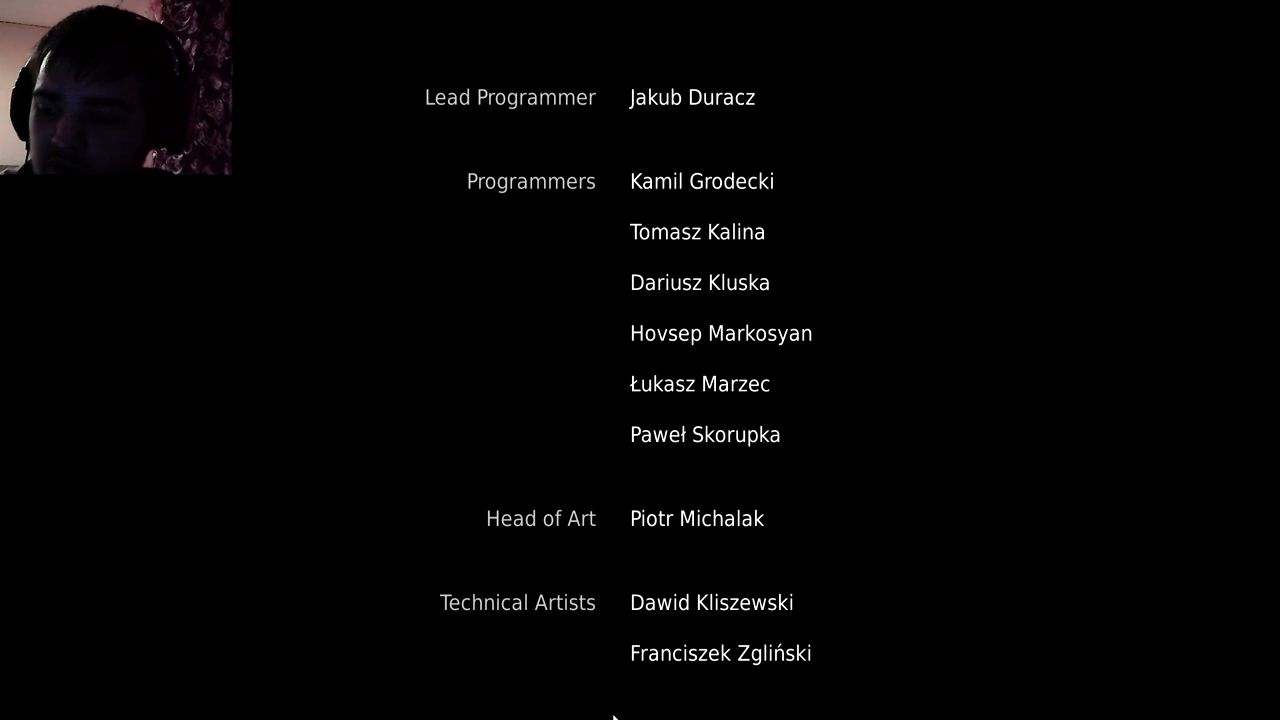 Lead Programmer Jakub Duracz
Programmers Kamil Grodecki
Tomasz Kalina
Dariusz Kluska
Hovsep Markosyan
Łukasz Marzec
Paweł Skorupka
Head of Art Piotr Michalak
Technical Artists Dawid Kliszewski
Franciszek Zgliński